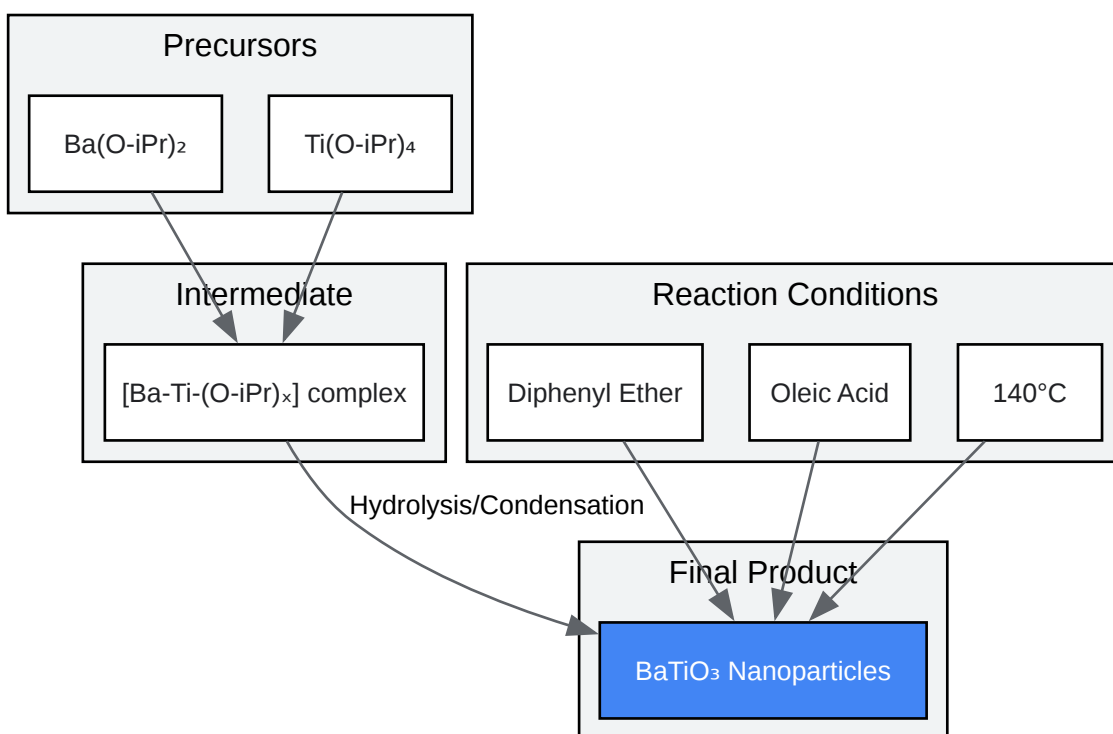 Precursors
Ba(O-iPr)₂
Ti(O-iPr)₄
Intermediate
[Ba-Ti-(O-iPr)ₓ] complex
Reaction Conditions
Diphenyl Ether
Oleic Acid
140°C
Hydrolysis/Condensation
Final Product
BaTiO₃ Nanoparticles